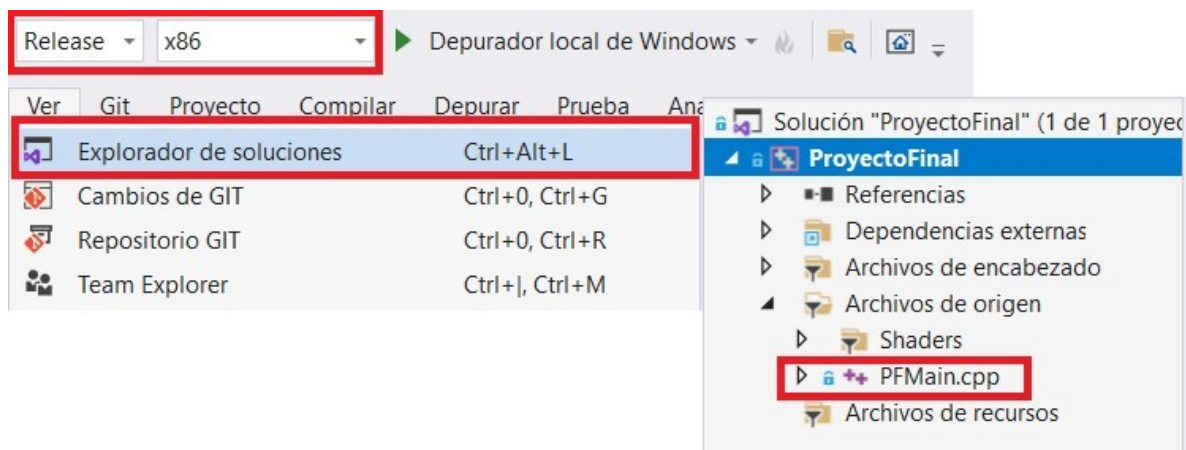 Release x86 Depurador local de Windows
Ver Git Proyecto Compilar Depurar Prueba Ana
Explorador de soluciones Ctrl+Alt+L
Cambios de GIT Ctrl+0, Ctrl+G
Repositorio GIT Ctrl+0, Ctrl+R
Team Explorer Ctrl+|, Ctrl+M
Solución "ProyectoFinal" (1 de 1 proyec
ProyectoFinal
Referencias
Dependencias externas
Archivos de encabezado
Archivos de origen
Shaders
PFMain.cpp
Archivos de recursos